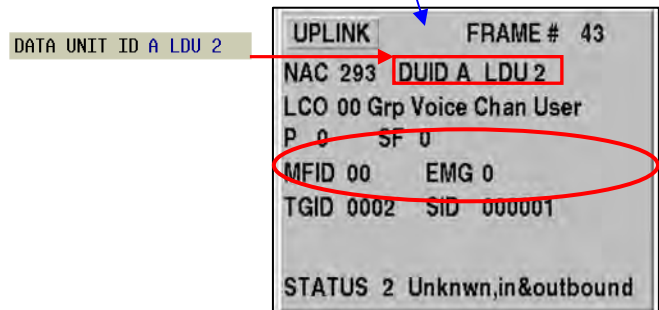 UPLINK FRAME # 43
DATA UNIT ID A LDU 2
NAC 293 DUID A LDU 2
LCO 00 Grp Voice Chan User
P 0 SF 0
MFID 00 EMG 0
TGID 0002 SID 000001
STATUS 2 Unknwn,in&outbound